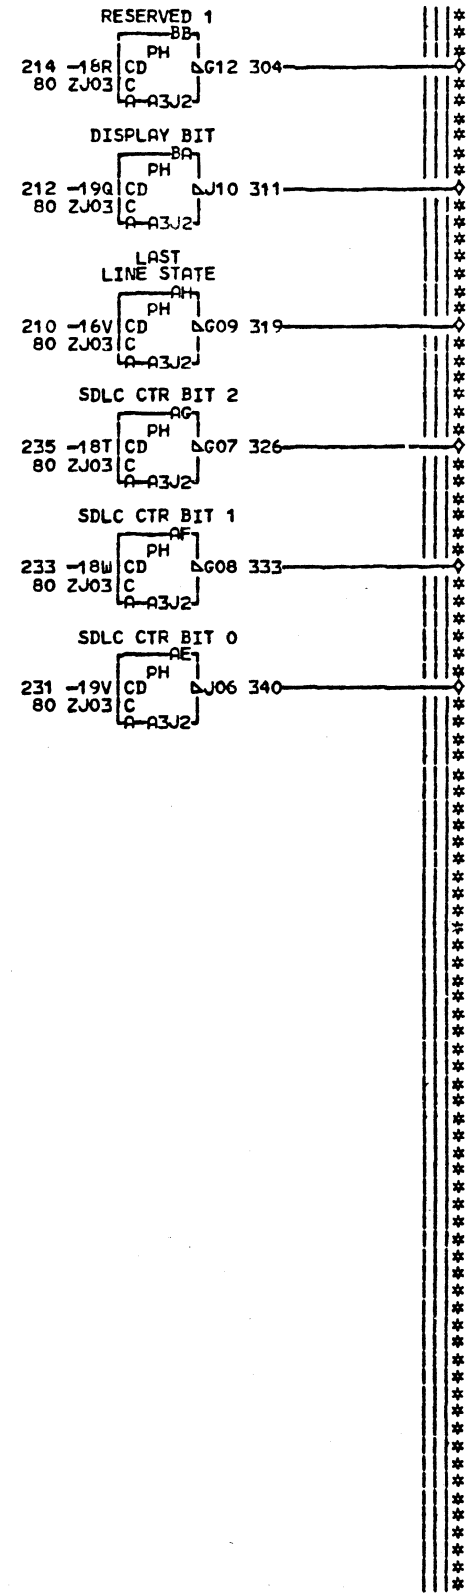 RESERVED 1
BB
PH
214 -18R CD G12 304
80 ZJ03 C
A-A3J2
DISPLAY BIT
BA
PH
212 -19Q CD J10 311
80 ZJ03 C
A-A3J2
LAST
LINE STATE
AH
PH
210 -16V CD G09 319
80 ZJ03 C
A-A3J2
SDLC CTR BIT 2
AG
PH
235 -18T CD G07 326
80 ZJ03 C
A-A3J2
SDLC CTR BIT 1
AF
PH
233 -18W CD G08 333
80 ZJ03 C
A-A3J2
SDLC CTR BIT 0
AE
PH
231 -19V CD J06 340
80 ZJ03 C
A-A3J2